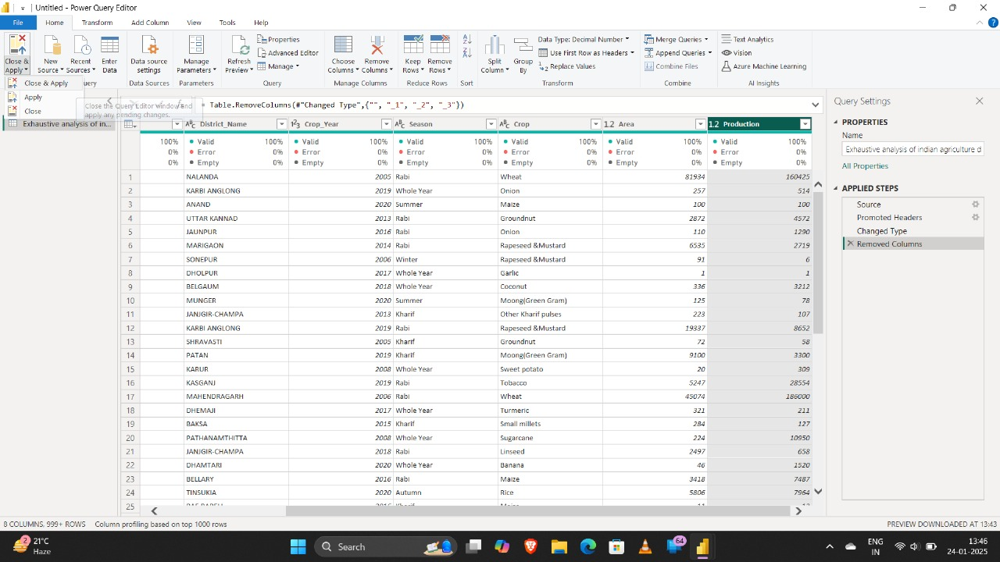 Untitled - Power Query Editor
File Home Transform Add Column View Tools Help
Close & Apply New Source Recent Sources Enter Data Data source settings Manage Parameters Refresh Preview Properties Advanced Editor Manage Choose Columns Remove Columns Keep Rows Remove Rows Split Column Group By Data Type: Decimal Number Use First Row as Headers Replace Values Merge Queries Append Queries Combine Files Text Analytics Vision Azure Machine Learning
uery Data Sources Parameters Query Manage Columns Reduce Rows Sort Transform Combine AI Insights
Close & Apply
Apply
Close
Close the Query Editor window and apply any pending changes.
Exhaustive analysis of in...
= Table.RemoveColumns(#"Changed Type",{"", "_1", "_2", "_3"})
District_Name Crop_Year Season Crop Area Production
100% Valid 100% Valid 100% Valid 100% Valid 100% Valid 100% Valid 100%
0% Error 0% Error 0% Error 0% Error 0% Error 0% Error 0%
0% Empty 0% Empty 0% Empty 0% Empty 0% Empty 0% Empty 0%
1 NALANDA 2005 Rabi Wheat 81934 160425
2 KARBI ANGLONG 2019 Whole Year Onion 257 514
3 ANAND 2020 Summer Maize 100 100
4 UTTAR KANNAD 2013 Rabi Groundnut 2872 4572
5 JAUNPUR 2016 Rabi Onion 110 1290
6 MARIGAON 2014 Rabi Rapeseed &Mustard 6535 2719
7 SONEPUR 2006 Winter Rapeseed &Mustard 91 6
8 DHOLPUR 2017 Whole Year Garlic 1 1
9 BELGAUM 2018 Whole Year Coconut 336 3212
10 MUNGER 2020 Summer Moong(Green Gram) 125 78
11 JANJGIR-CHAMPA 2013 Kharif Other Kharif pulses 223 107
12 KARBI ANGLONG 2019 Rabi Rapeseed &Mustard 19337 8652
13 SHRAVASTI 2005 Kharif Groundnut 72 58
14 PATAN 2019 Kharif Moong(Green Gram) 9100 3300
15 KARUR 2008 Whole Year Sweet potato 20 309
16 KASGANJ 2019 Rabi Tobacco 5247 28554
17 MAHENDRAGARH 2006 Rabi Wheat 45074 186000
18 DHEMAJI 2017 Whole Year Turmeric 321 211
19 BAKSA 2015 Kharif Small millets 284 127
20 PATHANAMTHITTA 2008 Whole Year Sugarcane 224 10950
21 JANJGIR-CHAMPA 2018 Rabi Linseed 2497 658
22 DHAMTARI 2020 Whole Year Banana 46 1520
23 BELLARY 2016 Rabi Maize 3418 7487
24 TINSUKIA 2020 Autumn Rice 5806 7964
25
Query Settings
PROPERTIES
Name
Exhaustive analysis of indian agriculture d
All Properties
APPLIED STEPS
Source
Promoted Headers
Changed Type
Removed Columns
8 COLUMNS, 999+ ROWS Column profiling based on top 1000 rows PREVIEW DOWNLOADED AT 13:43
2 21°C
Haze
Search
64
ENG
IN
13:46
24-01-2025